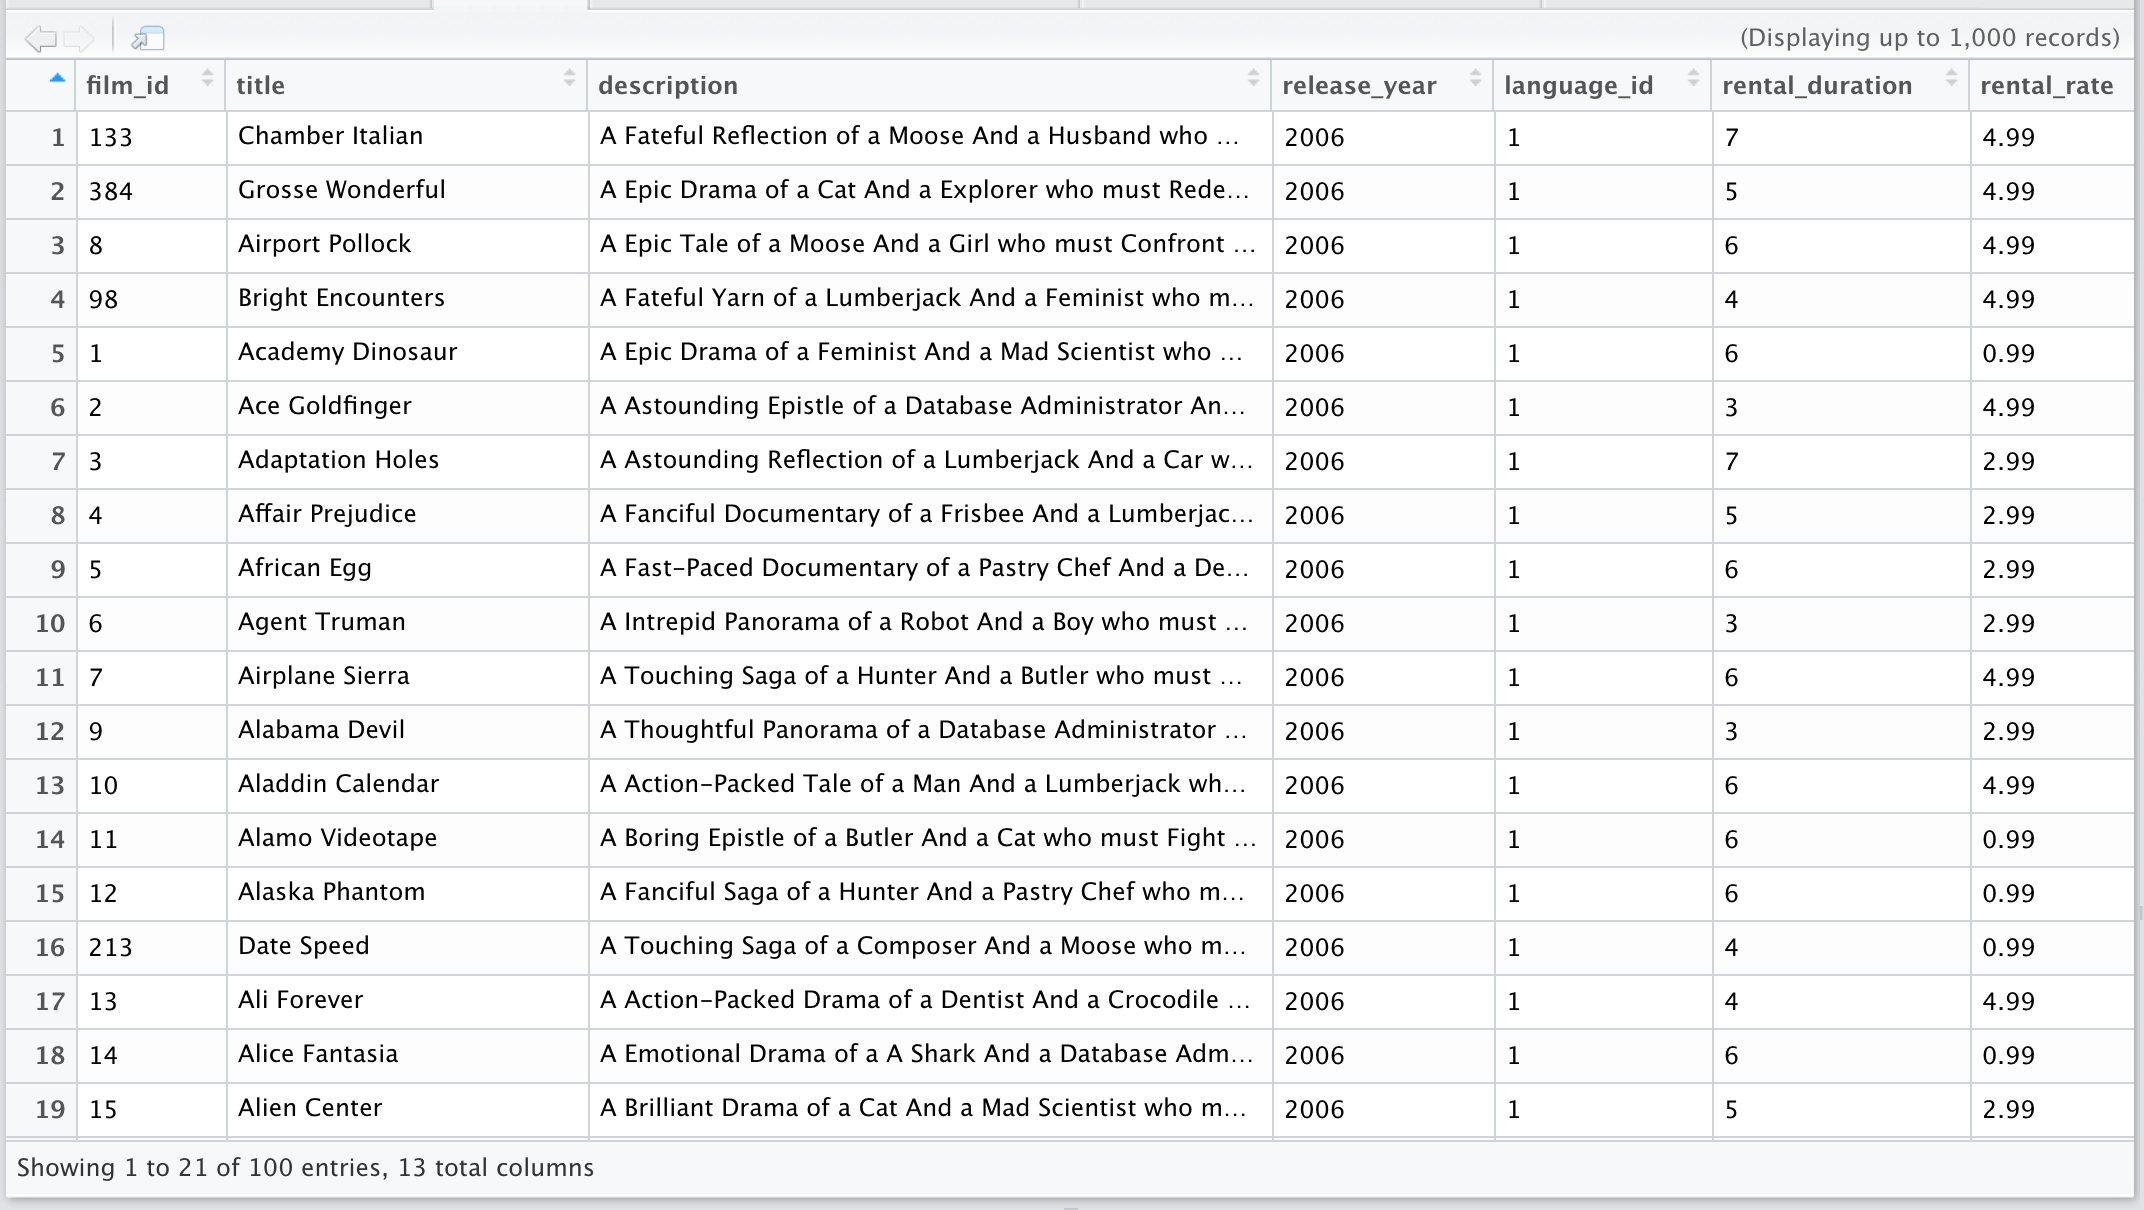 (Displaying up to 1,000 records)
film_id title description release_year language_id rental_duration rental_rate
1 133 Chamber Italian A Fateful Reflection of a Moose And a Husband who … 2006 1 7 4.99
2 384 Grosse Wonderful A Epic Drama of a Cat And a Explorer who must Rede… 2006 1 5 4.99
3 8 Airport Pollock A Epic Tale of a Moose And a Girl who must Confront … 2006 1 6 4.99
4 98 Bright Encounters A Fateful Yarn of a Lumberjack And a Feminist who m… 2006 1 4 4.99
5 1 Academy Dinosaur A Epic Drama of a Feminist And a Mad Scientist who … 2006 1 6 0.99
6 2 Ace Goldfinger A Astounding Epistle of a Database Administrator An… 2006 1 3 4.99
7 3 Adaptation Holes A Astounding Reflection of a Lumberjack And a Car w… 2006 1 7 2.99
8 4 Affair Prejudice A Fanciful Documentary of a Frisbee And a Lumberjac… 2006 1 5 2.99
9 5 African Egg A Fast-Paced Documentary of a Pastry Chef And a De… 2006 1 6 2.99
10 6 Agent Truman A Intrepid Panorama of a Robot And a Boy who must … 2006 1 3 2.99
11 7 Airplane Sierra A Touching Saga of a Hunter And a Butler who must … 2006 1 6 4.99
12 9 Alabama Devil A Thoughtful Panorama of a Database Administrator … 2006 1 3 2.99
13 10 Aladdin Calendar A Action-Packed Tale of a Man And a Lumberjack wh… 2006 1 6 4.99
14 11 Alamo Videotape A Boring Epistle of a Butler And a Cat who must Fight … 2006 1 6 0.99
15 12 Alaska Phantom A Fanciful Saga of a Hunter And a Pastry Chef who m… 2006 1 6 0.99
16 213 Date Speed A Touching Saga of a Composer And a Moose who m… 2006 1 4 0.99
17 13 Ali Forever A Action-Packed Drama of a Dentist And a Crocodile … 2006 1 4 4.99
18 14 Alice Fantasia A Emotional Drama of a A Shark And a Database Adm… 2006 1 6 0.99
19 15 Alien Center A Brilliant Drama of a Cat And a Mad Scientist who m… 2006 1 5 2.99
Showing 1 to 21 of 100 entries, 13 total columns